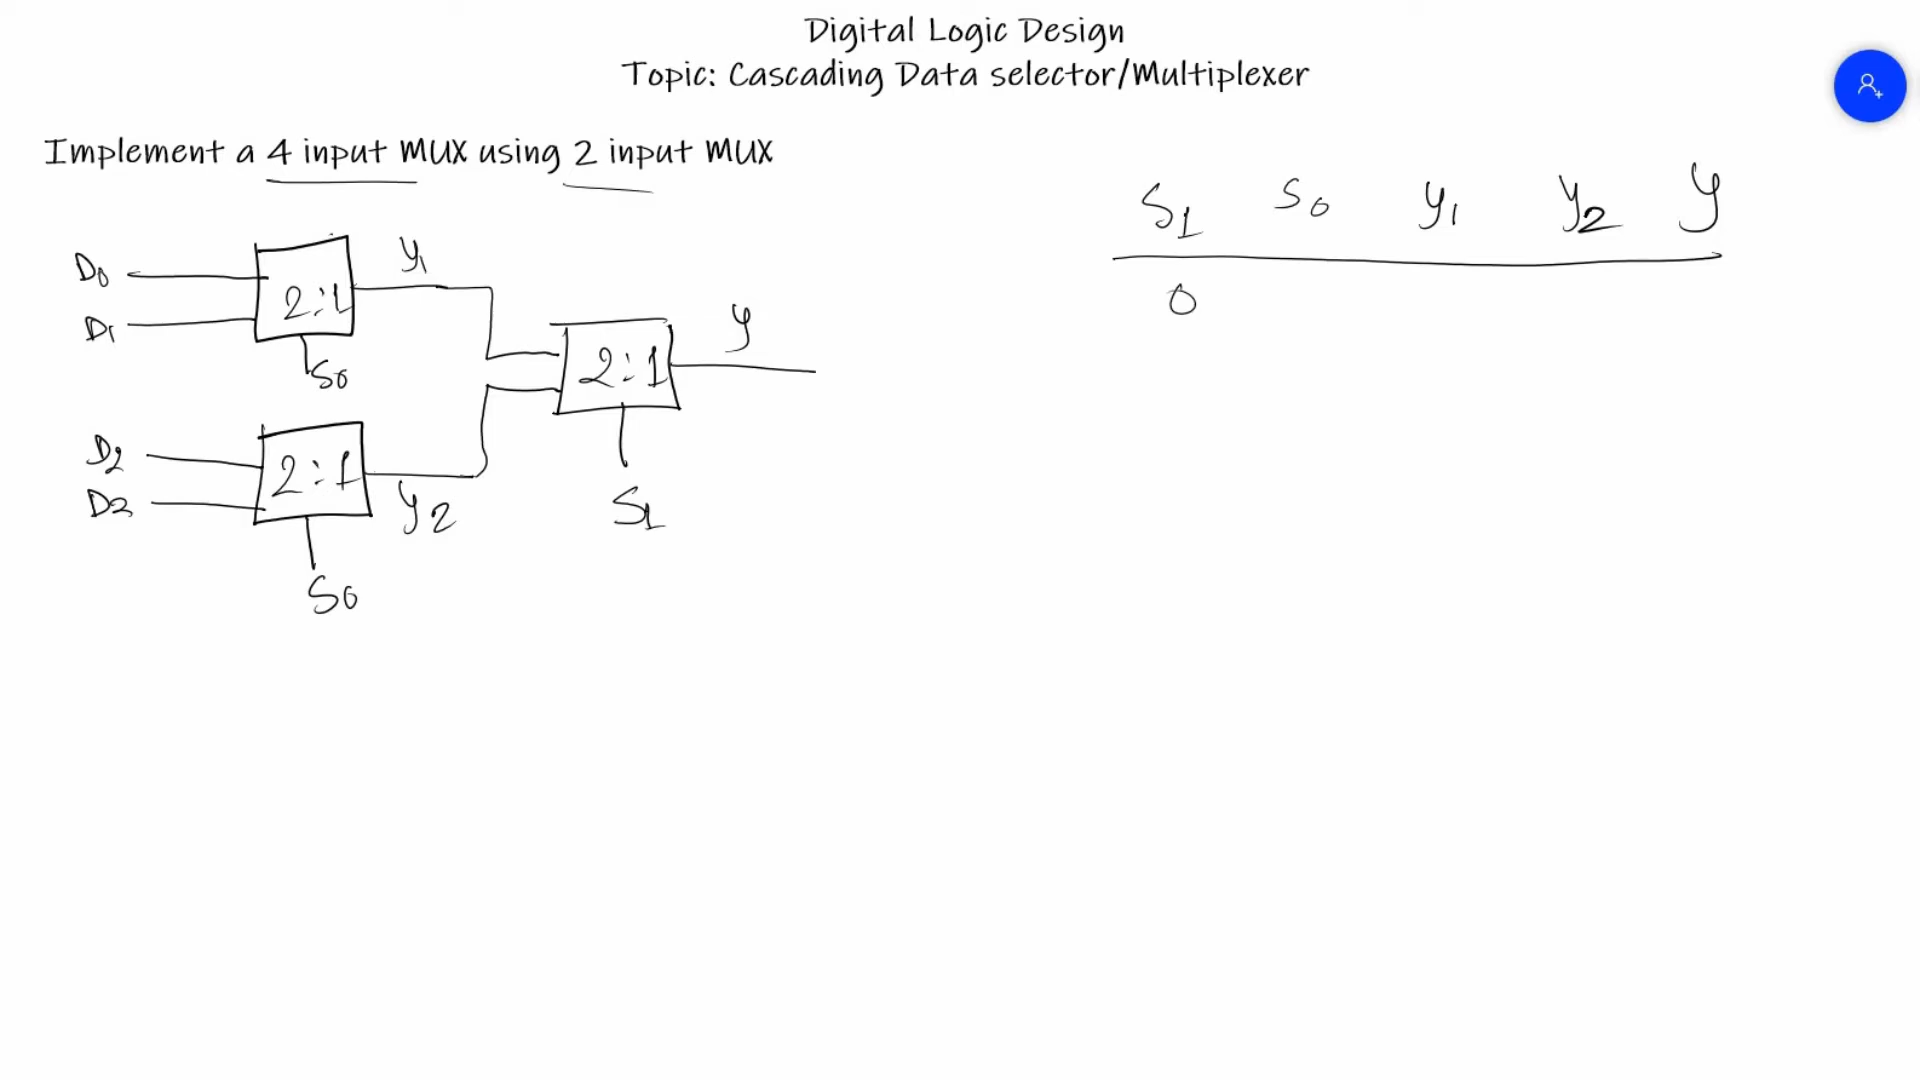 Digital Logic Design
Topic: Cascading Data selector/Multiplexer
Implement a 4 input MUX using 2 input MUX
S1 S0 y1 y2 y
0
D0
D1
2:1
y1
S0
D2
D3
2:1
y2
S0
2:1
y
S1